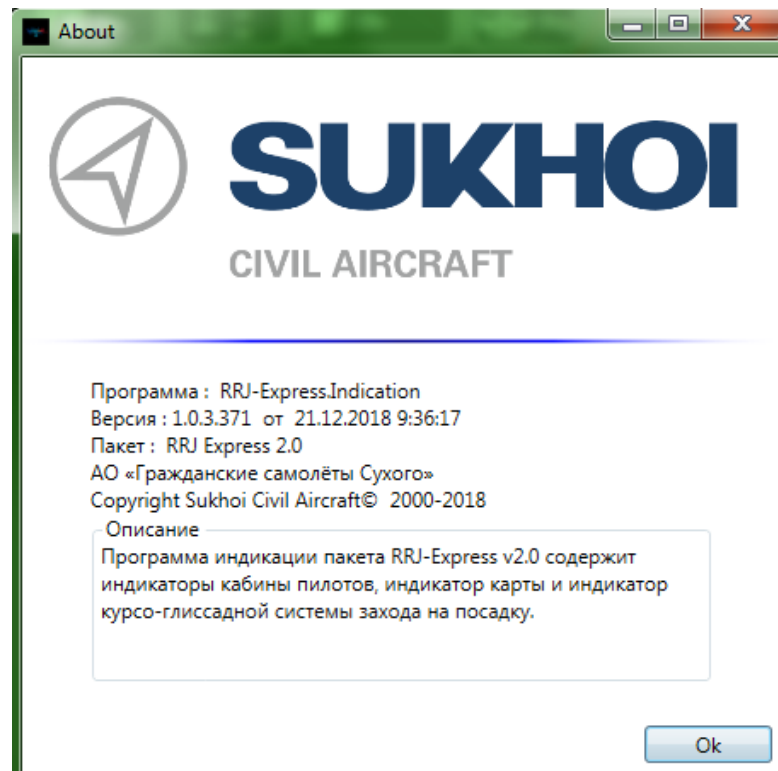 About
SUKHOI
CIVIL AIRCRAFT
Программа : RRJ-Express.Indication
Версия : 1.0.3.371 от 21.12.2018 9:36:17
Пакет : RRJ Express 2.0
АО «Гражданские самолёты Сухого»
Copyright Sukhoi Civil Aircraft© 2000-2018
Описание
Программа индикации пакета RRJ-Express v2.0 содержит
индикаторы кабины пилотов, индикатор карты и индикатор
курсо-глиссадной системы захода на посадку.
Ok